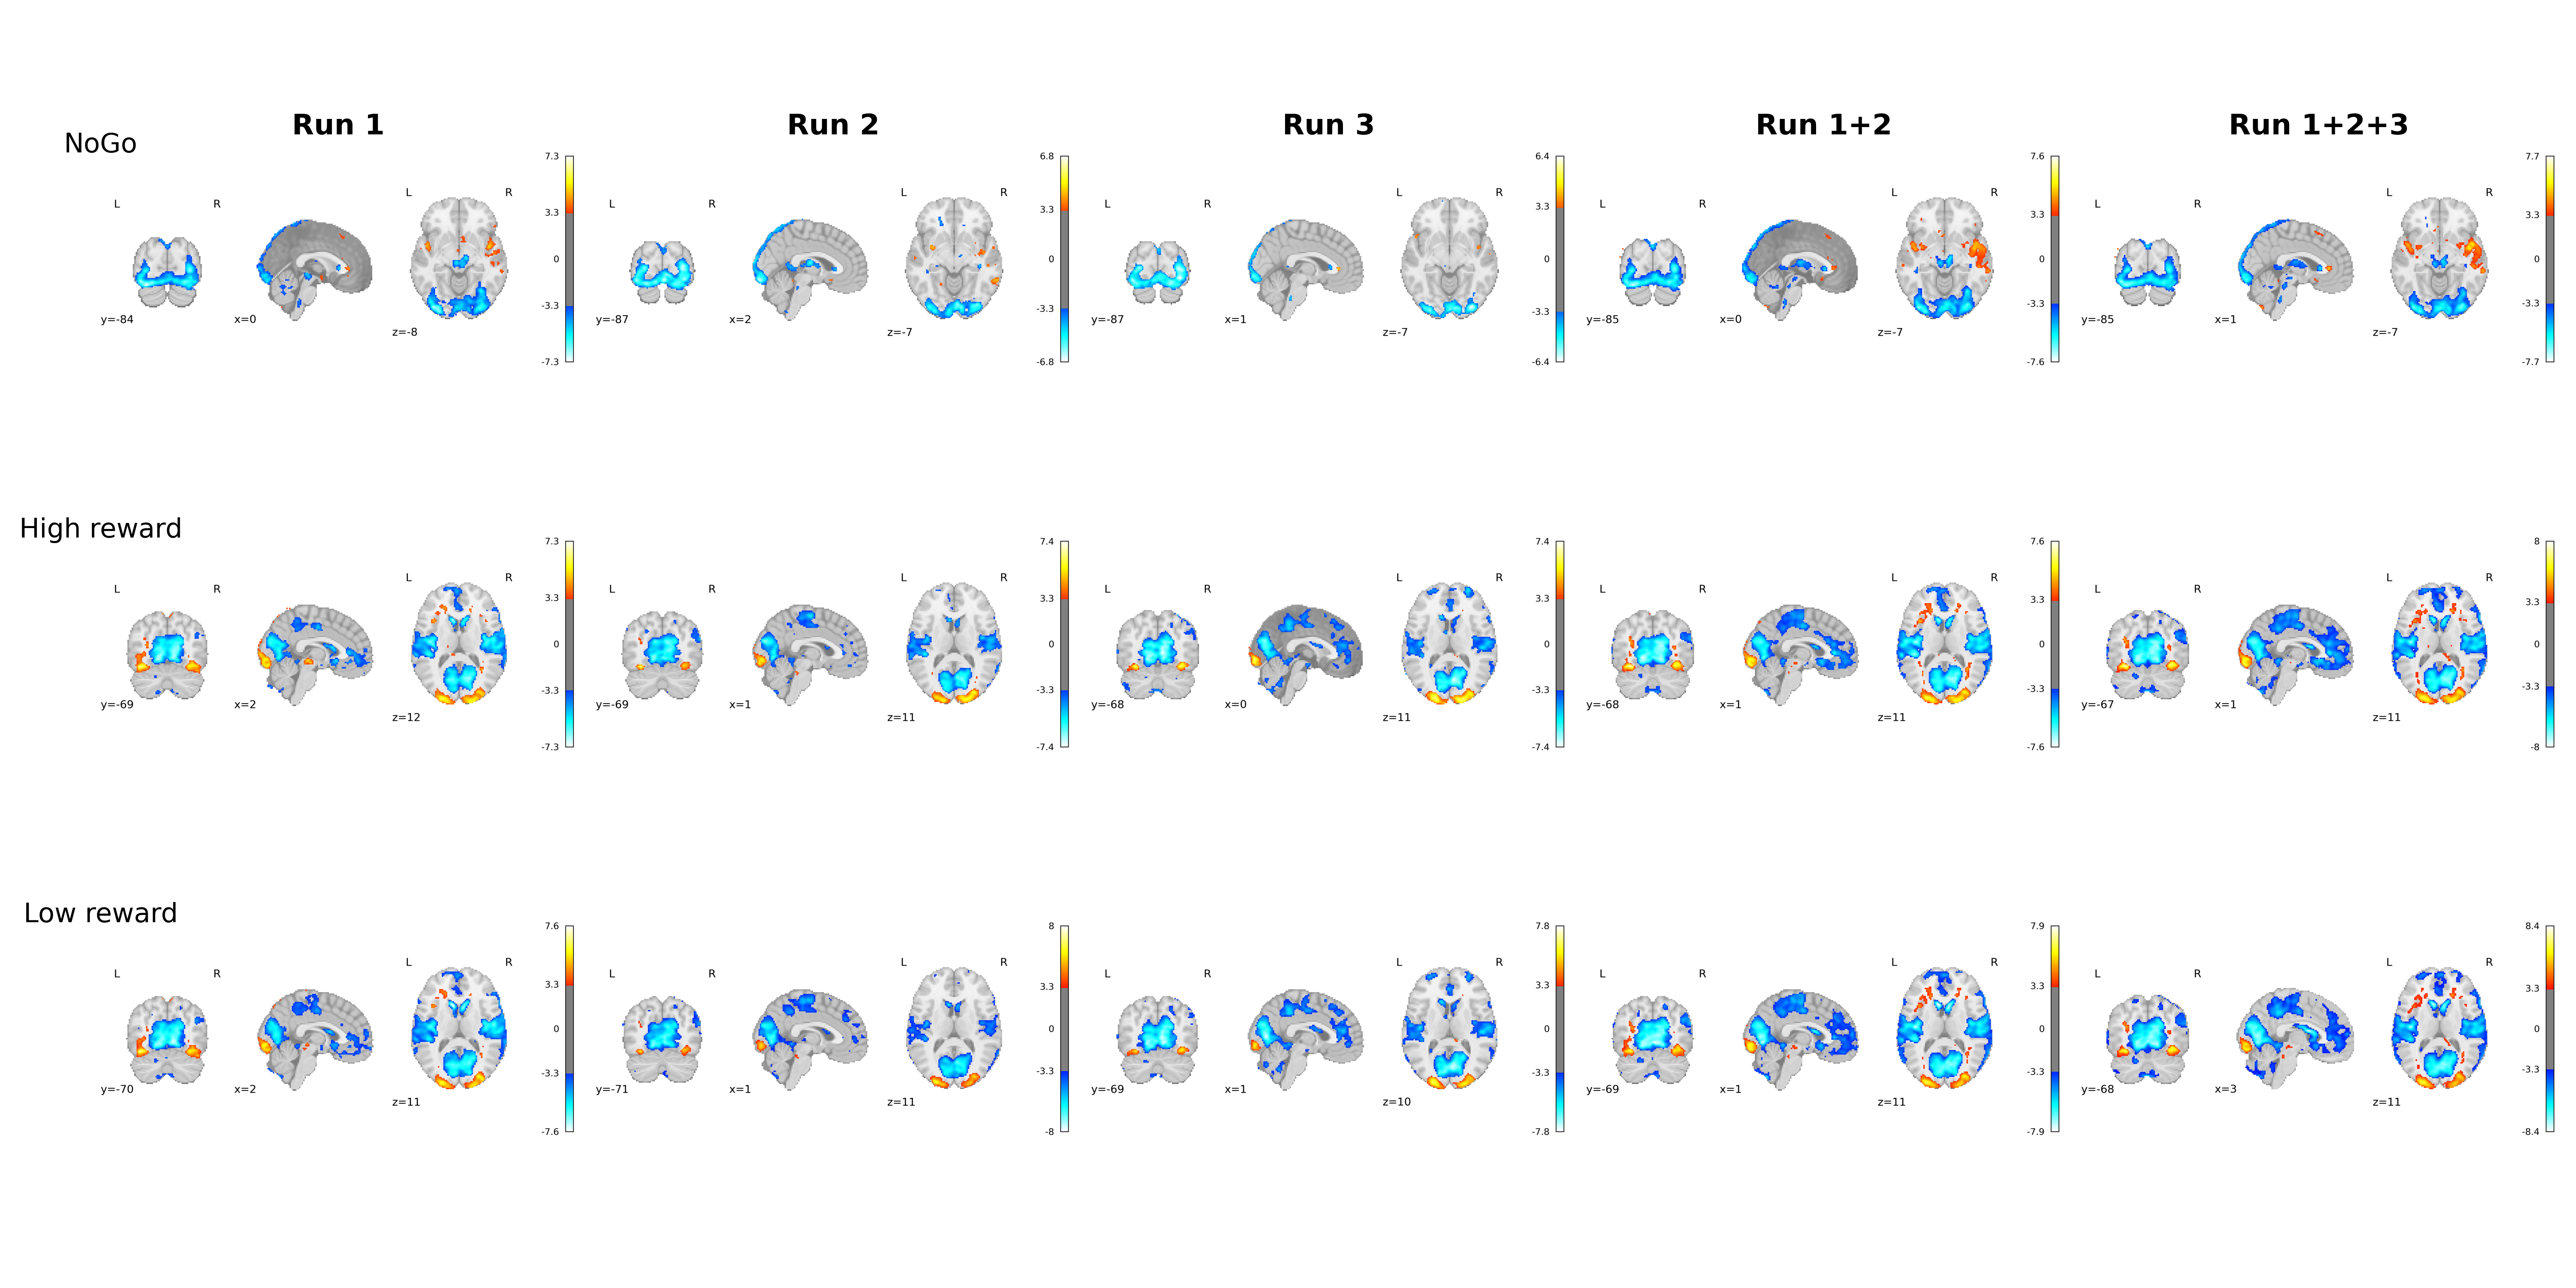 Run 1 Run 2 Run 3 Run 1+2 Run 1+2+3
NoGo
7.3 6.8 6.4 7.6 7.7
L R L R L R L R L R
L R L R L R L R L R
3.3 3.3 3.3 3.3 3.3
0 0 0 0 0
-3.3 -3.3 -3.3 -3.3 -3.3
y=-84 x=0 y=-87 x=2 y=-87 x=1 y=-85 x=0 y=-85 x=1
z=-8 z=-7 z=-7 z=-7 z=-7
-7.3 -6.8 -6.4 -7.6 -7.7
High reward
7.3 7.4 7.4 7.6 8
L R L R L R L R L R
L R L R L R L R L R
3.3 3.3 3.3 3.3 3.3
0 0 0 0 0
-3.3 -3.3 -3.3 -3.3 -3.3
y=-69 x=2 y=-69 x=1 y=-68 x=0 y=-68 x=1 y=-67 x=1
z=12 z=11 z=11 z=11 z=11
-7.3 -7.4 -7.4 -7.6 -8
Low reward
7.6 8 7.8 7.9 8.4
L R L R L R L R L R
L R L R L R L R L R
3.3 3.3 3.3 3.3 3.3
0 0 0 0 0
-3.3 -3.3 -3.3 -3.3 -3.3
y=-70 x=2 y=-71 x=1 y=-69 x=1 y=-69 x=1 y=-68 x=3
z=11 z=11 z=10 z=11 z=11
-7.6 -8 -7.8 -7.9 -8.4